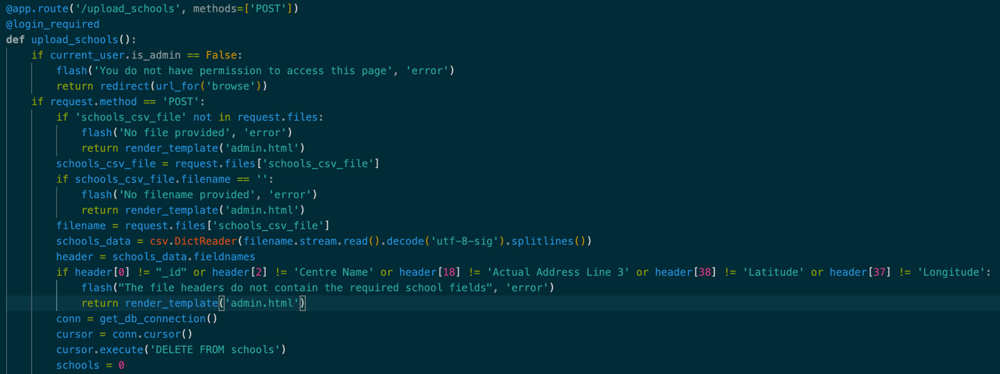 @app.route('/upload_schools', methods=['POST'])
@login_required
def upload_schools():
    if current_user.is_admin == False:
        flash('You do not have permission to access this page', 'error')
        return redirect(url_for('browse'))
    if request.method == 'POST':
        if 'schools_csv_file' not in request.files:
            flash('No file provided', 'error')
            return render_template('admin.html')
        schools_csv_file = request.files['schools_csv_file']
        if schools_csv_file.filename == '':
            flash('No filename provided', 'error')
            return render_template('admin.html')
        filename = request.files['schools_csv_file']
        schools_data = csv.DictReader(filename.stream.read().decode('utf-8-sig').splitlines())
        header = schools_data.fieldnames
        if header[0] != "_id" or header[2] != 'Centre Name' or header[18] != 'Actual Address Line 3' or header[38] != 'Latitude' or header[37] != 'Longitude':
            flash("The file headers do not contain the required school fields", 'error')
            return render_template('admin.html')
        conn = get_db_connection()
        cursor = conn.cursor()
        cursor.execute('DELETE FROM schools')
        schools = 0